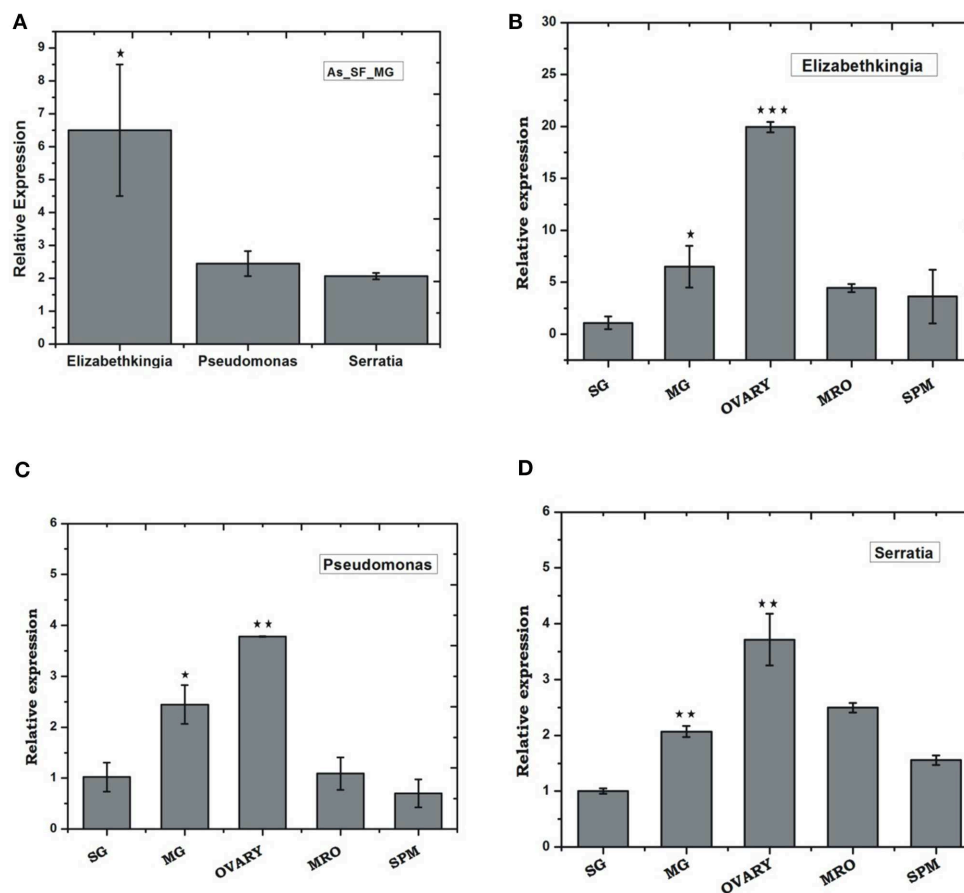 A
As_SF_MG
Relative Expression
9
8
7
6
5
4
3
2
1
0
Elizabethkingia Pseudomonas Serratia
B
Elizabethkingia
Relative expression
30
25
20
15
10
5
0
SG MG OVARY MRO SPM
C
Pseudomonas
Relative expression
6
5
4
3
2
1
0
SG MG OVARY MRO SPM
D
Serratia
Relative expression
6
5
4
3
2
1
0
SG MG OVARY MRO SPM